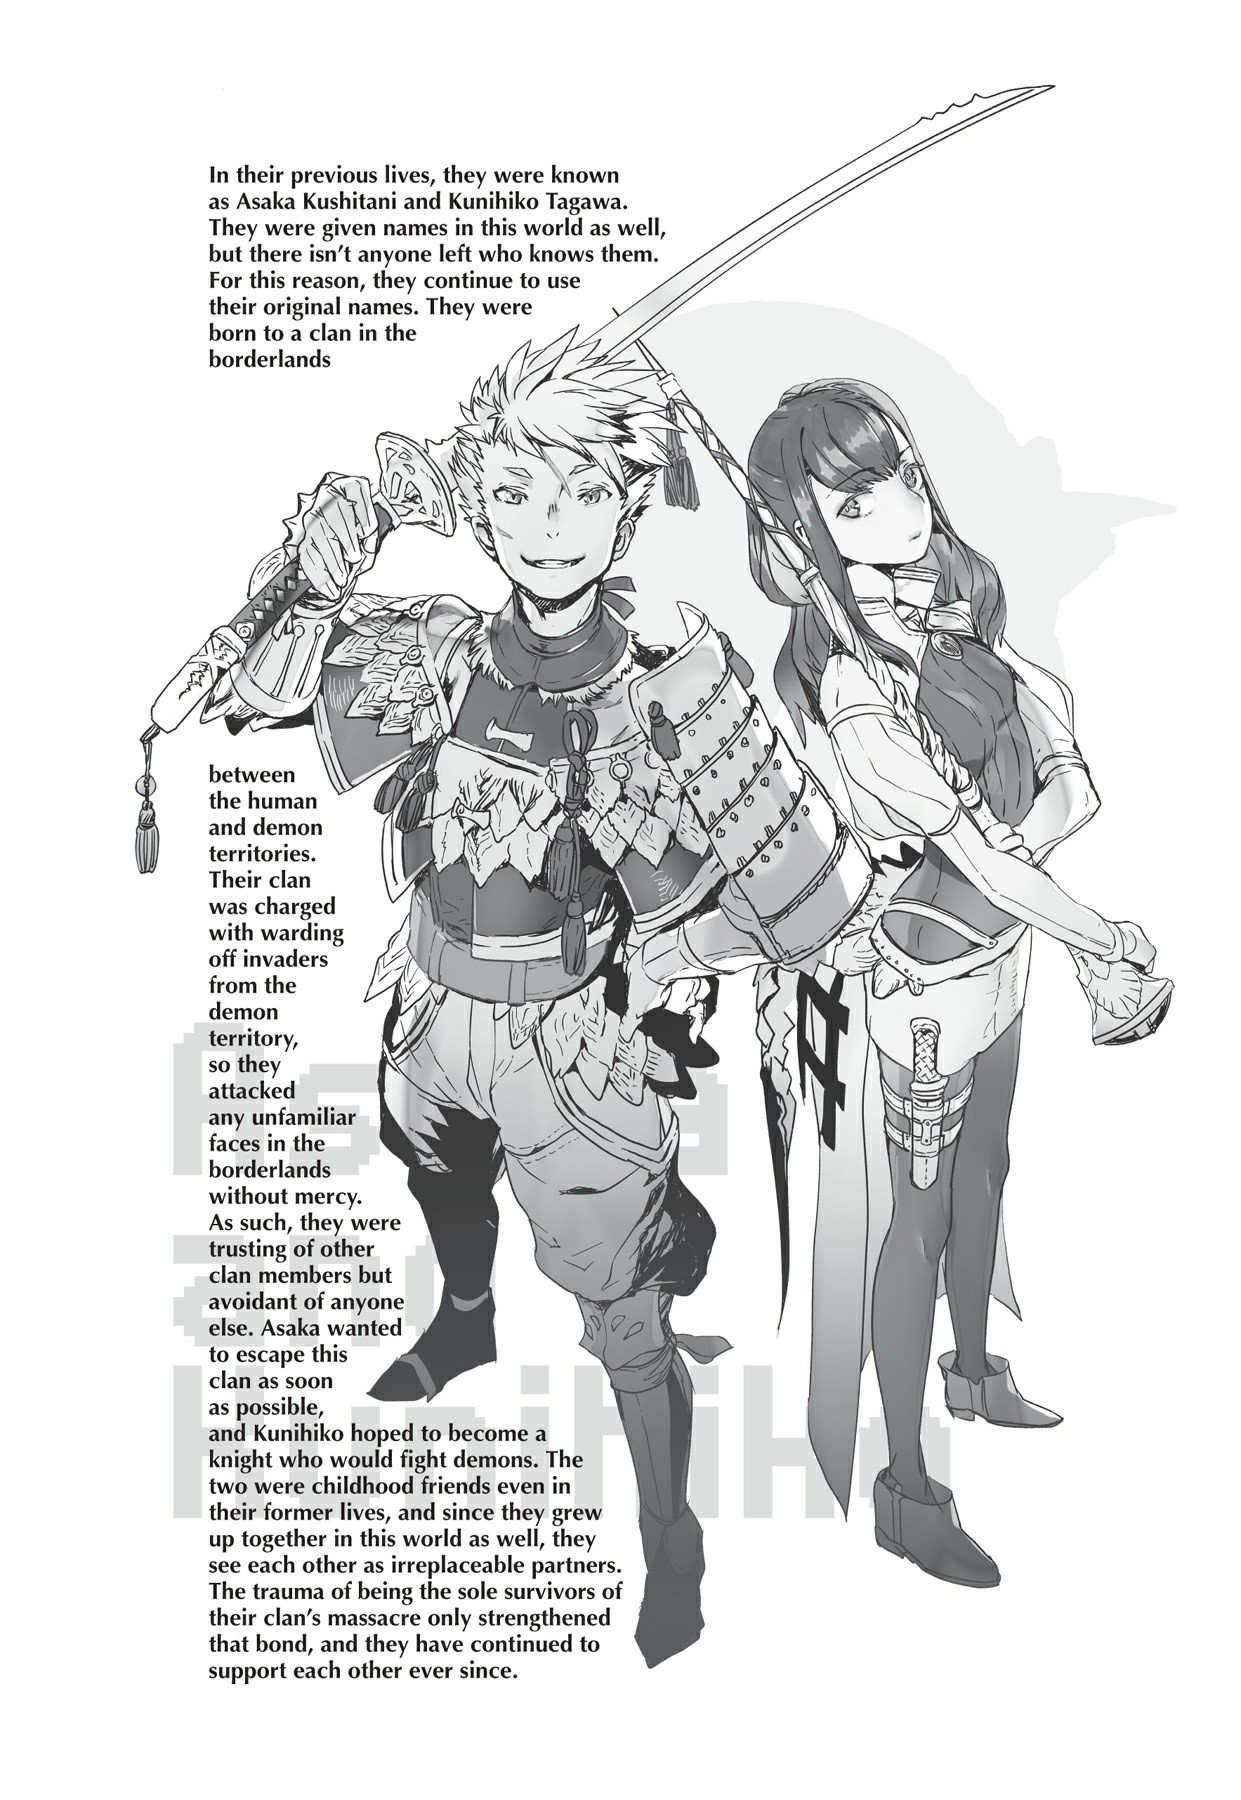 In their previous lives, they were known
as Asaka Kushitani and Kunihiko Tagawa.
They were given names in this world as well,
but there isn’t anyone left who knows them.
For this reason, they continue to use
their original names. They were
born to a clan in the
borderlands
between
the human
and demon
territories.
Their clan
was charged
with warding
off invaders
from the
demon
territory,
so they
attacked
any unfamiliar
faces in the
borderlands
without mercy.
As such, they were
trusting of other
clan members but
avoidant of anyone
else. Asaka wanted
to escape this
clan as soon
as possible,
and Kunihiko hoped to become a
knight who would fight demons. The
two were childhood friends even in
their former lives, and since they grew
up together in this world as well, they
see each other as irreplaceable partners.
The trauma of being the sole survivors of
their clan’s massacre only strengthened
that bond, and they have continued to
support each other ever since.
Asaka
and
Kunihiko